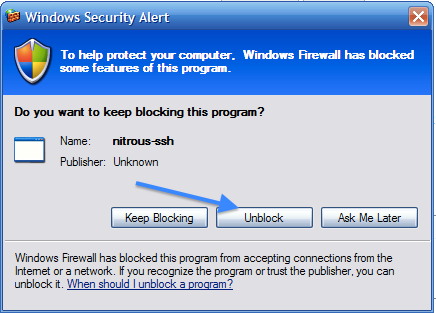 Windows Security Alert
To help protect your computer, Windows Firewall has blocked
some features of this program.
Do you want to keep blocking this program?
Name: nitrous-ssh
Publisher: Unknown
Keep Blocking Unblock Ask Me Later
Windows Firewall has blocked this program from accepting connections from the
Internet or a network. If you recognize the program or trust the publisher, you can
unblock it. When should I unblock a program?